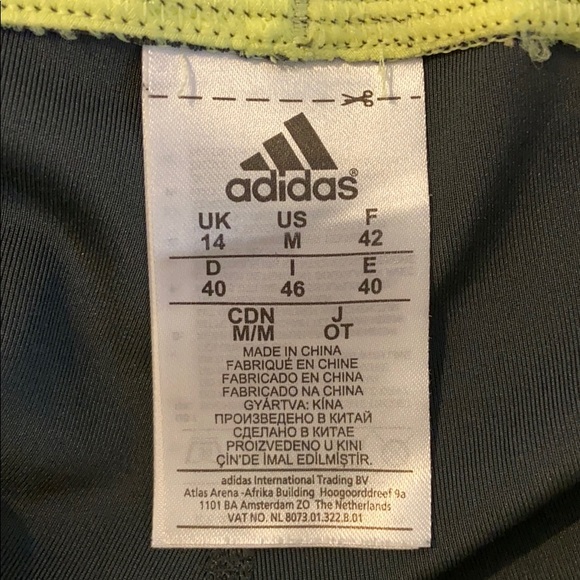 adidas®
UK US F
14 M 42
D I E
40 46 40
CDN J
M/M OT
MADE IN CHINA
FABRIQUÉ EN CHINE
FABRICADO EN CHINA
FABRICADO NA CHINA
GYÁRTVA: KÍNA
ПРОИЗВЕДЕНО В КИТАЙ
СДЕЛАНО В КИТАЕ
PROIZVEDENO U KINI
ÇİN'DE İMAL EDİLMİŞTİR.
adidas International Trading BV
Atlas Arena -Afrika Building Hoogoorddreef 9a
1101 BA Amsterdam ZO The Netherlands
VAT NO. NL 8073.01.322.B.01